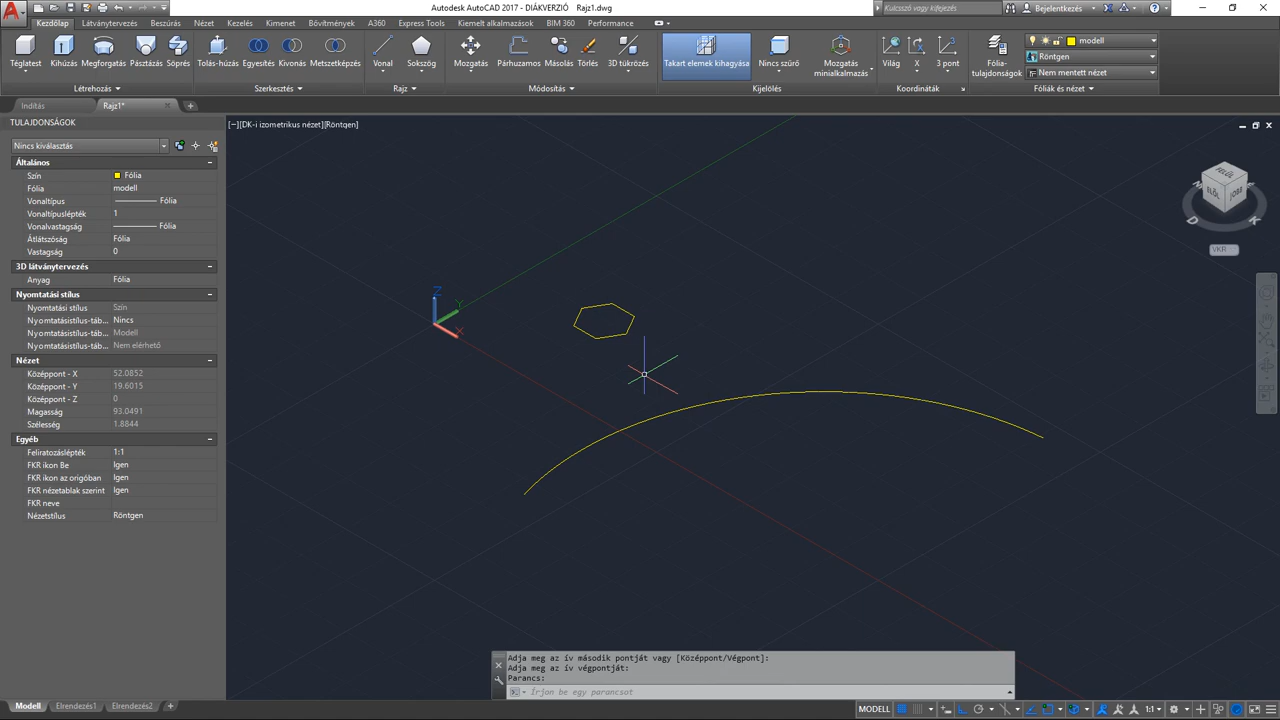 Autodesk AutoCAD 2017 - DIÁKVERZIÓ Rajz1.dwg
Kulcsszó vagy kifejezés
Bejelentkezés
Kezdőlap Látványtervezés Beszúrás Nézet Kezelés Kimenet Bővítmények A360 Express Tools Kiemelt alkalmazások BIM 360 Performance
Téglatest Kihúzás Megforgatás Pásztázás Söprés Tolás-húzás Egyesítés Kivonás Metszetképzés Vonal Sokszög Mozgatás Párhuzamos Másolás Törlés 3D tükrözés Takart elemek kihagyása Nincs szűrő Mozgatás minialkalmazás Világ X 3 pont Fólia-tulajdonságok
modell
Röntgen
Nem mentett nézet
Létrehozás Szerkesztés Rajz Módosítás Kijelölés Koordináták Fóliák és nézet
Indítás Rajz1*
TULAJDONSÁGOK
[−][DK-i izometrikus nézet][Röntgen]
Nincs kiválasztás
Általános
Szín Fólia
Fólia modell
Vonaltípus Fólia
Vonaltípuslépték 1
Vonalvastagság Fólia
Átlátszóság Fólia
Vastagság 0
3D látványtervezés
Anyag Fólia
Nyomtatási stílus
Nyomtatási stílus Szín
Nyomtatásistílus-táb... Nincs
Nyomtatásistílus-táb... Modell
Nyomtatásistílus-táb... Nem elérhető
Nézet
Középpont - X 52.0852
Középpont - Y 19.6015
Középpont - Z 0
Magasság 93.0491
Szélesség 1.8844
Egyéb
Feliratozáslépték 1:1
FKR ikon Be Igen
FKR ikon az origóban Igen
FKR nézetablak szerint Igen
FKR neve
Nézetstílus Röntgen
Z
Y
X
ELÖL
JOBB
D
K
VKR
Adja meg az ív második pontját vagy [Középpont/Végpont]:
Adja meg az ív végpontját:
Parancs:
Írjon be egy parancsot
Modell Elrendezés1 Elrendezés2 +
MODELL
1:1